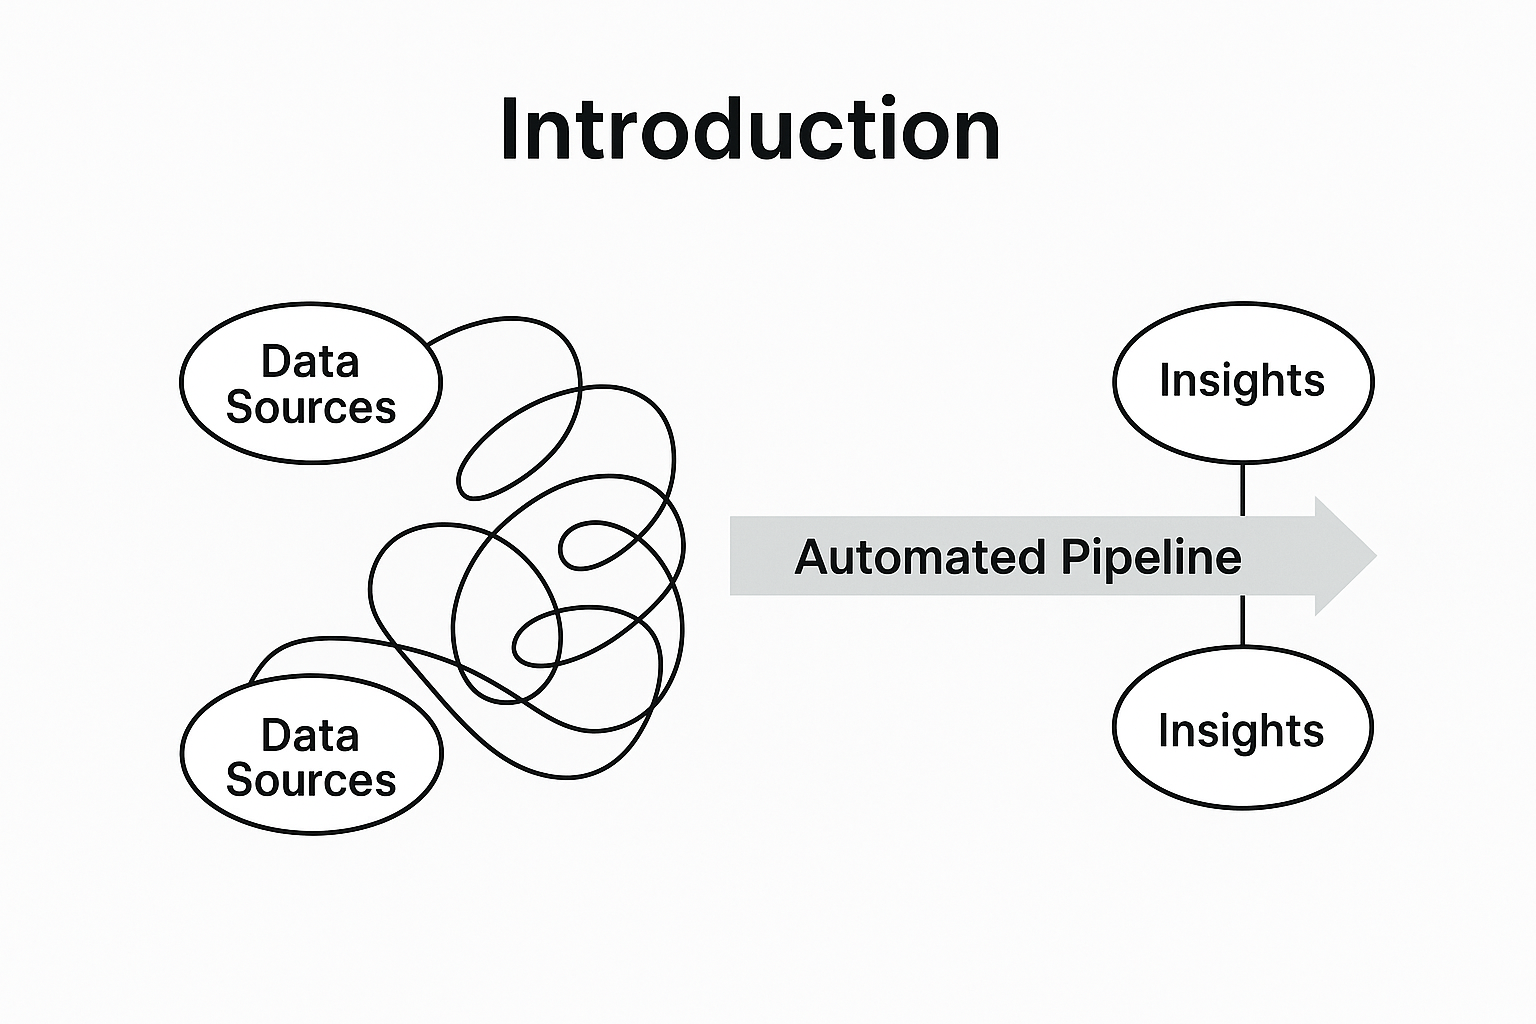 Introduction
Data
Sources
Insights
Automated Pipeline
Data
Sources
Insights